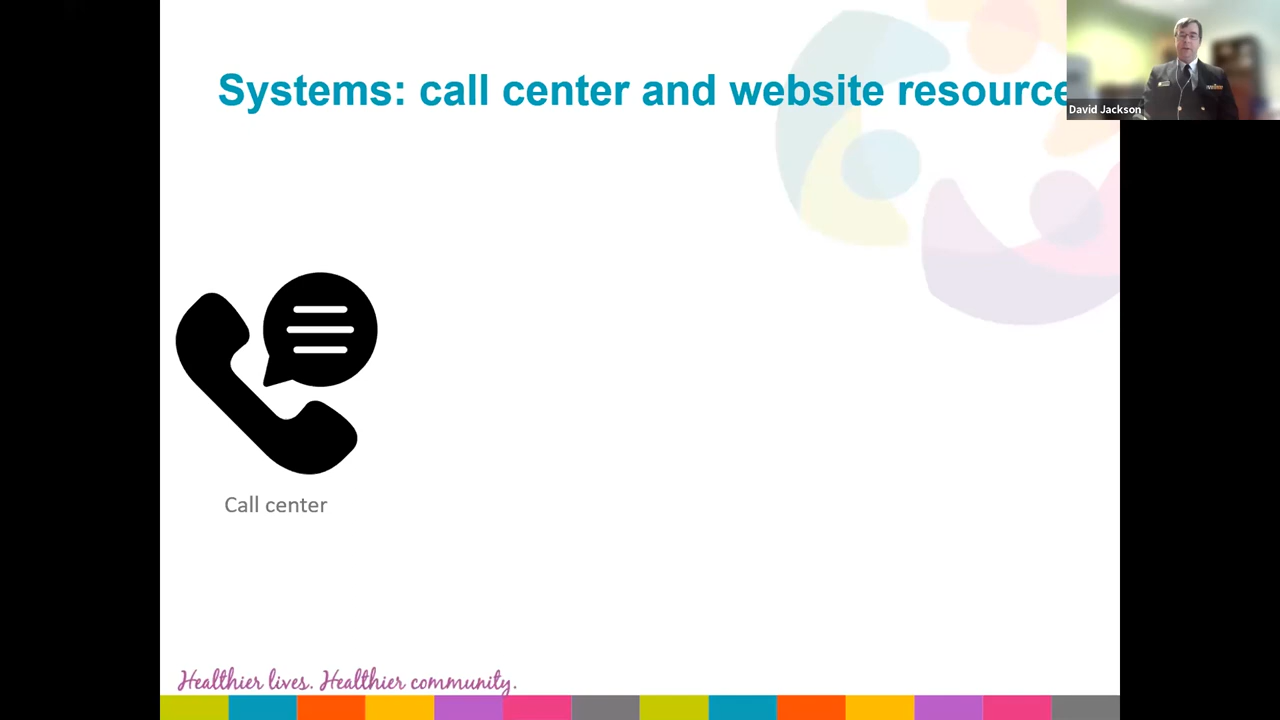 Systems: call center and website resource
David Jackson
Call center
Healthier lives. Healthier community.